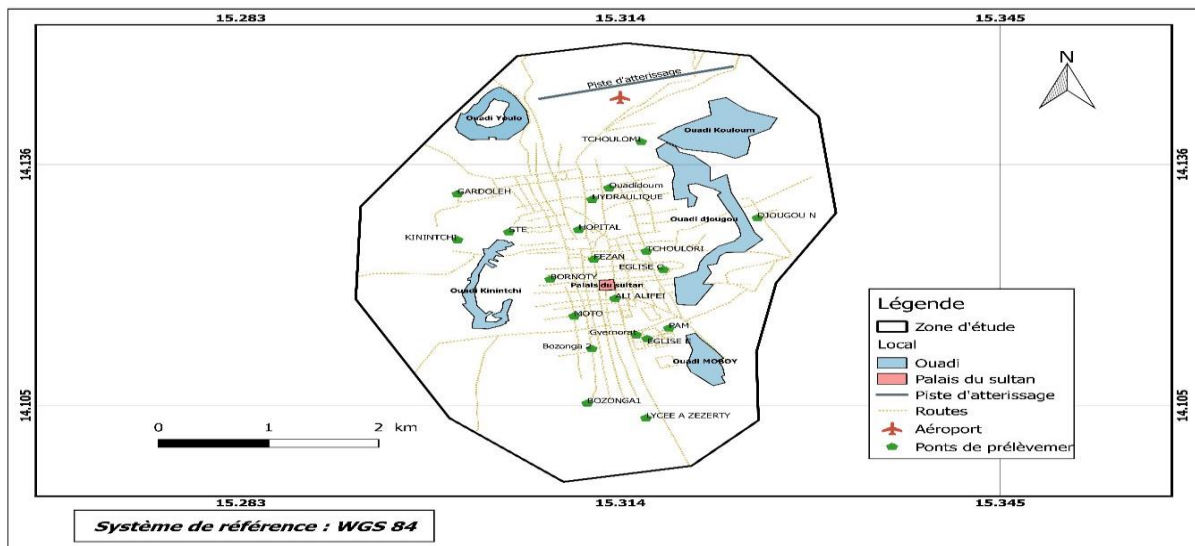 15.283 15.314 15.345
N
Piste d'atterissage
Ouadi Youlo
Ouadi Kouloum
TCHOULOMI
14.136 14.136
GARDOLEH
Ouadidoum
HYDRAULIQUE
Ouadi djougou
DJOUGOU N
HOPITAL
STE
KININTCHI
TCHOULORI
FEZAN
EGLISE C
BORNOTY
Palais du sultan
Ouadi Kinintchi
ALI ALIFEI
MOTO
PAM
Gvernorat
EGLISE E
Bozonga 2
Ouadi MOBOY
BOZONGA1
LYCEE A ZEZERTY
14.105 14.105
0 1 2 km
Légende
Zone d'étude
Local
Ouadi
Palais du sultan
Piste d'atterissage
Routes
Aéroport
Ponts de prélèvemer
15.283 15.314 15.345
Système de référence : WGS 84